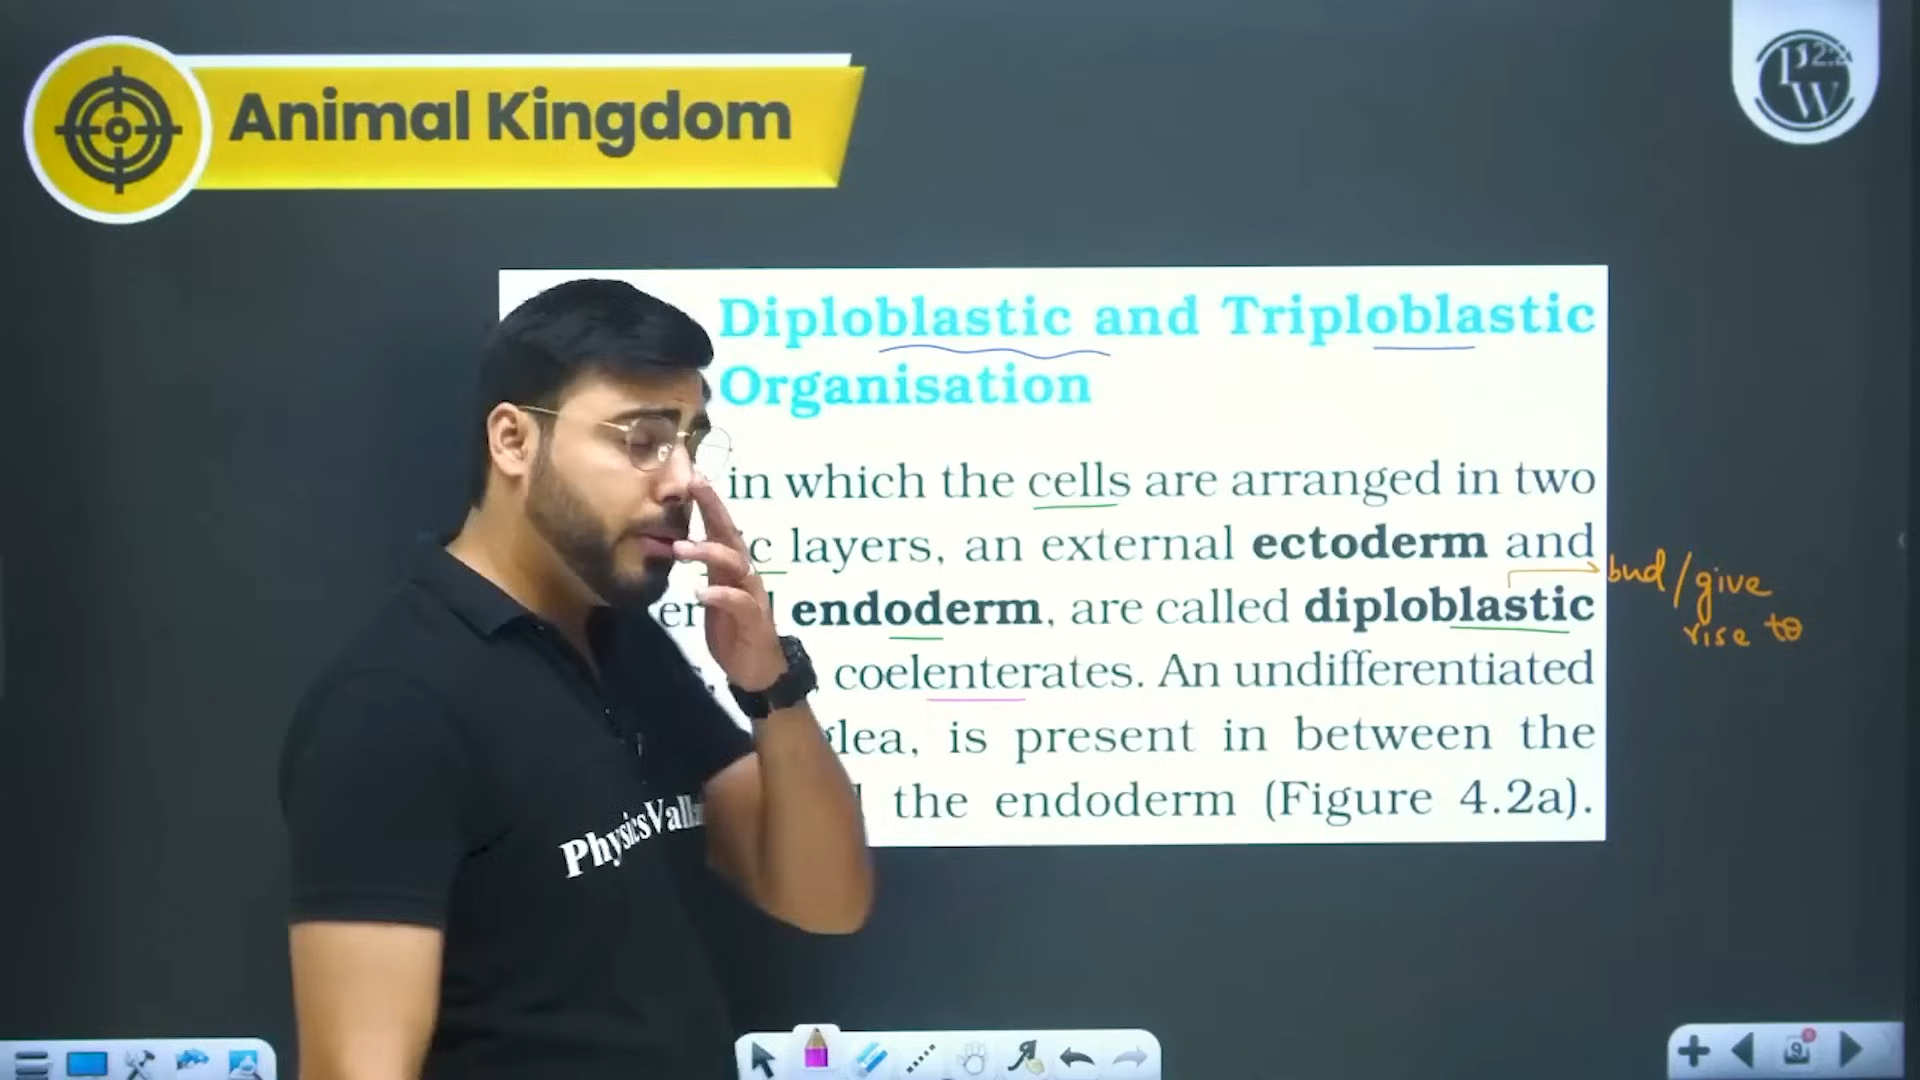 Animal Kingdom
PW
Diploblastic and Triploblastic
Organisation
in which the cells are arranged in two
layers, an external ectoderm and
endoderm, are called diploblastic
coelenterates. An undifferentiated
is present in between the
the endoderm (Figure 4.2a).
bud/give
rise to